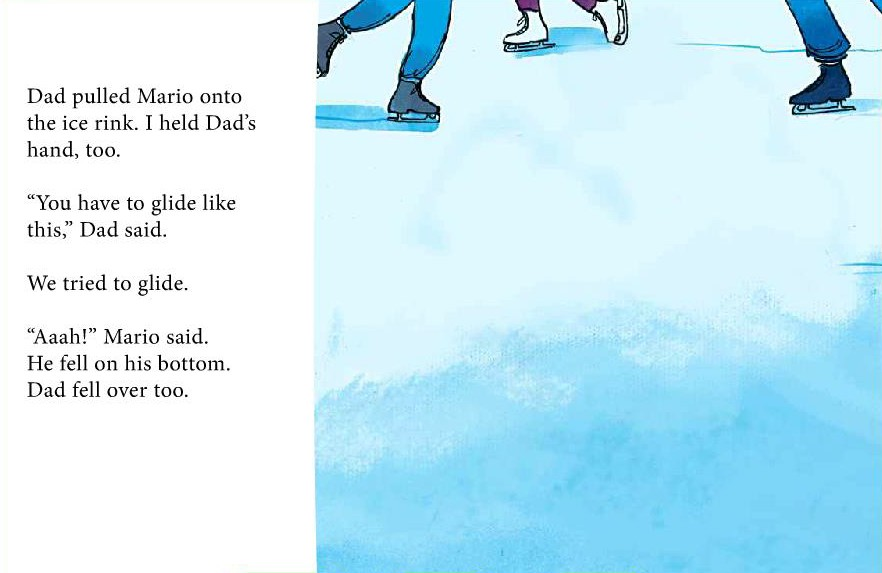 Dad pulled Mario onto
the ice rink. I held Dad’s
hand, too.
“You have to glide like
this,” Dad said.
We tried to glide.
“Aaah!” Mario said.
He fell on his bottom.
Dad fell over too.